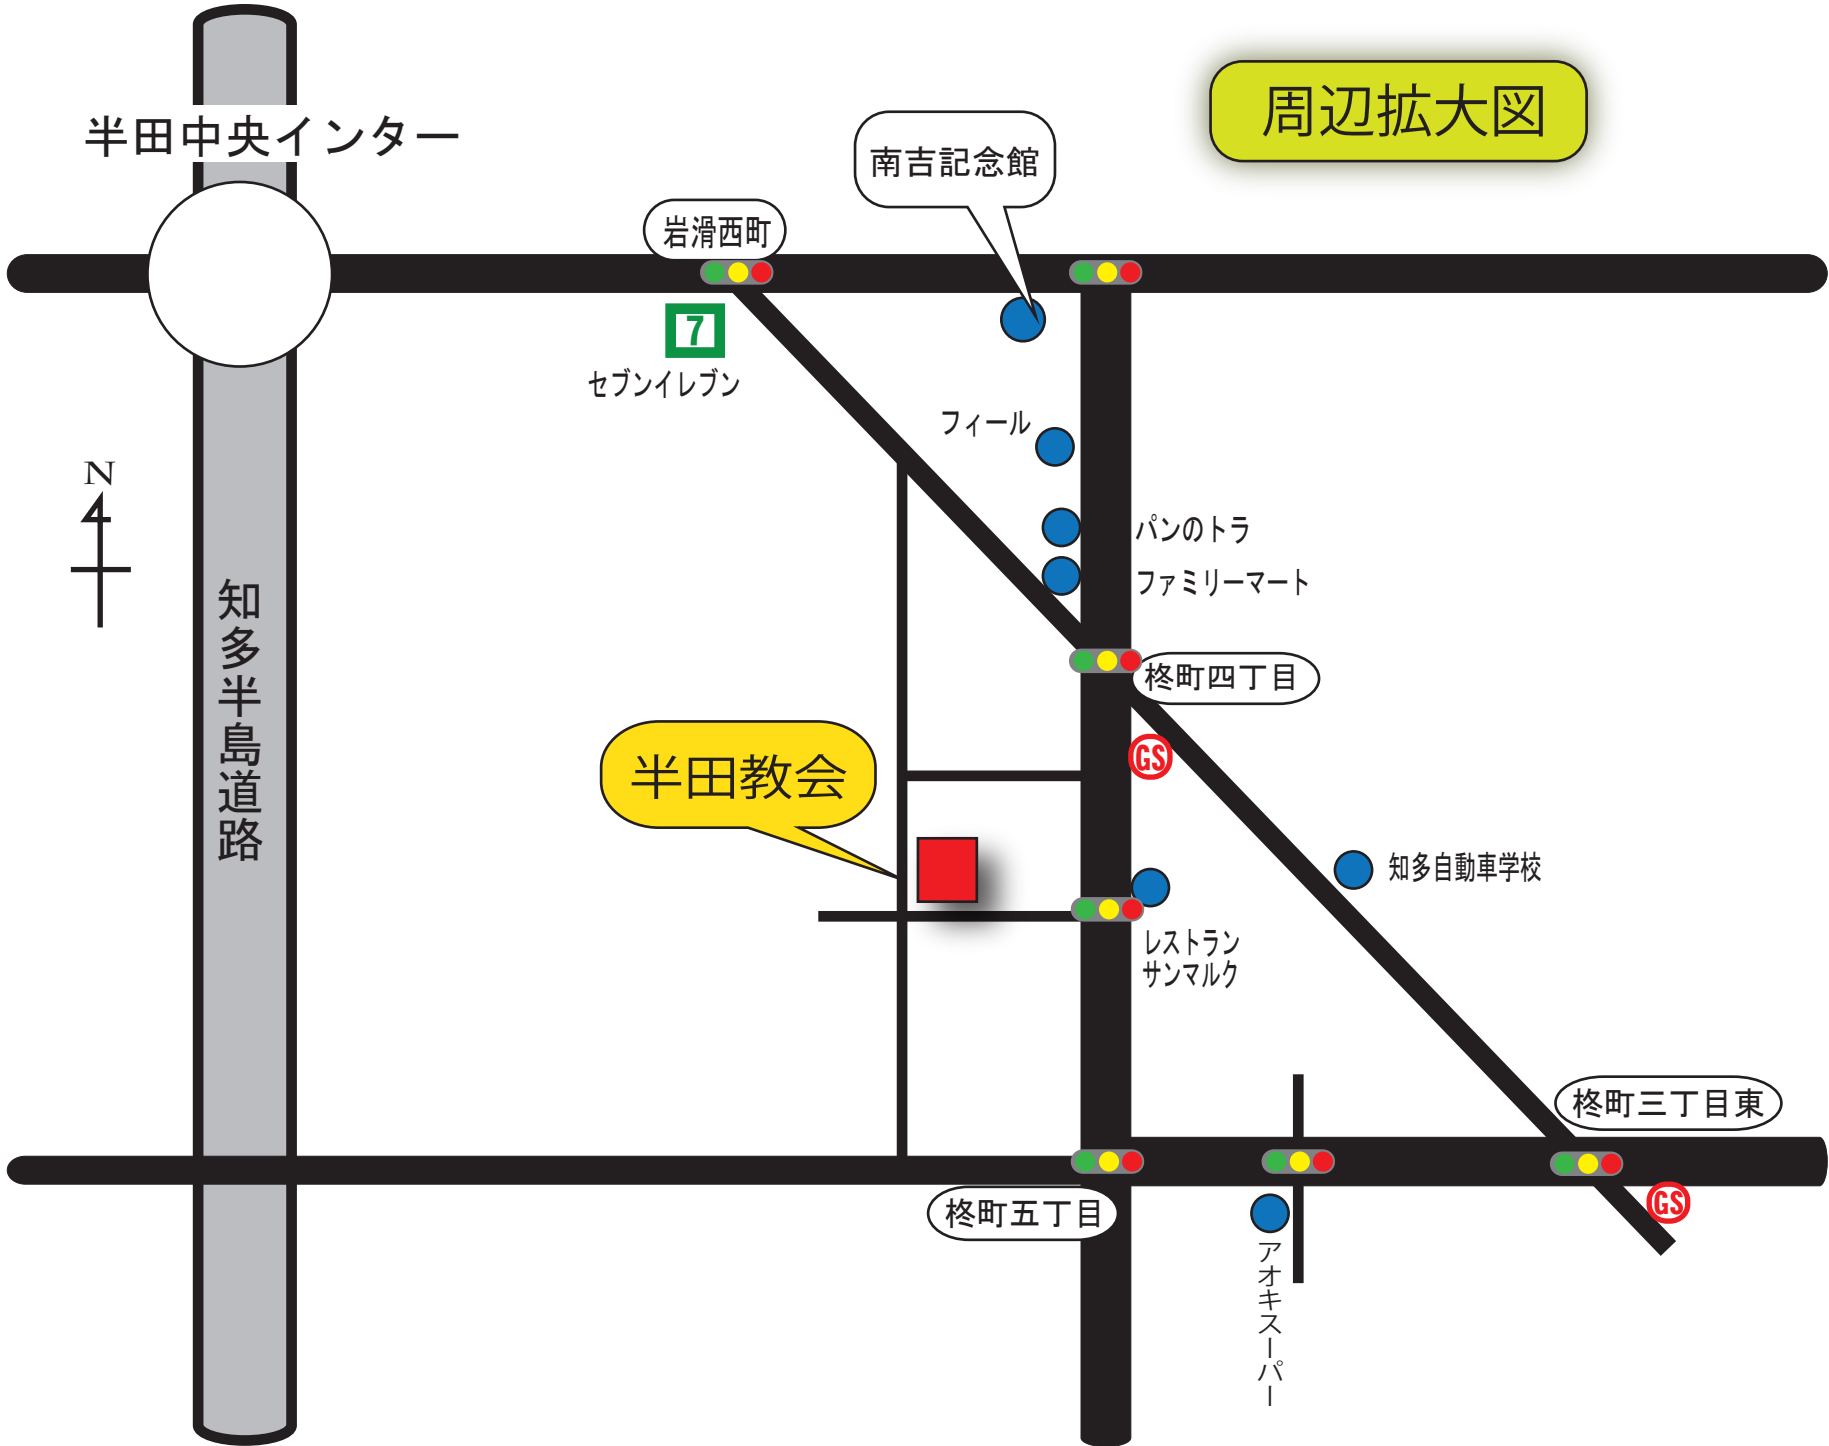 周辺拡大図
半田中央インター
南吉記念館
岩滑西町
7
セブンイレブン
フィール
N
パンのトラ
ファミリーマート
知多半島道路
柊町四丁目
GS
半田教会
知多自動車学校
レストラン
サンマルク
柊町三丁目東
柊町五丁目
GS
アオキスーパー